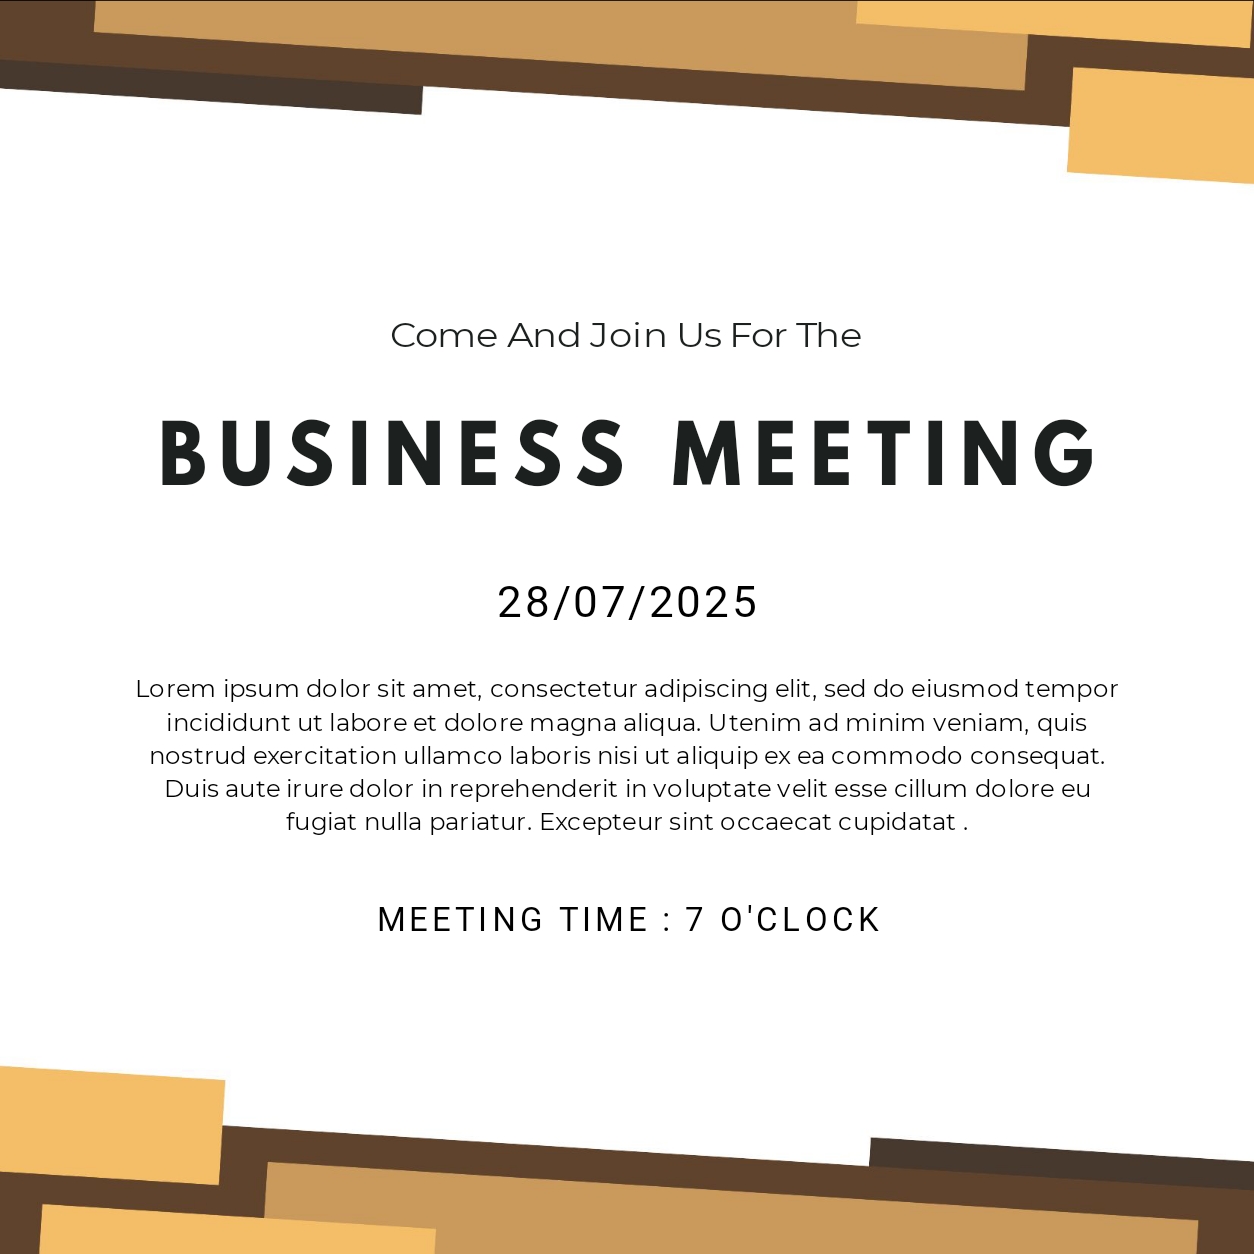 Come And Join Us For The
BUSINESS MEETING
28/07/2025
Lorem ipsum dolor sit amet, consectetur adipiscing elit, sed do eiusmod tempor
incididunt ut labore et dolore magna aliqua. Utenim ad minim veniam, quis
nostrud exercitation ullamco laboris nisi ut aliquip ex ea commodo consequat.
Duis aute irure dolor in reprehenderit in voluptate velit esse cillum dolore eu
fugiat nulla pariatur. Excepteur sint occaecat cupidatat .
MEETING TIME : 7 O'CLOCK